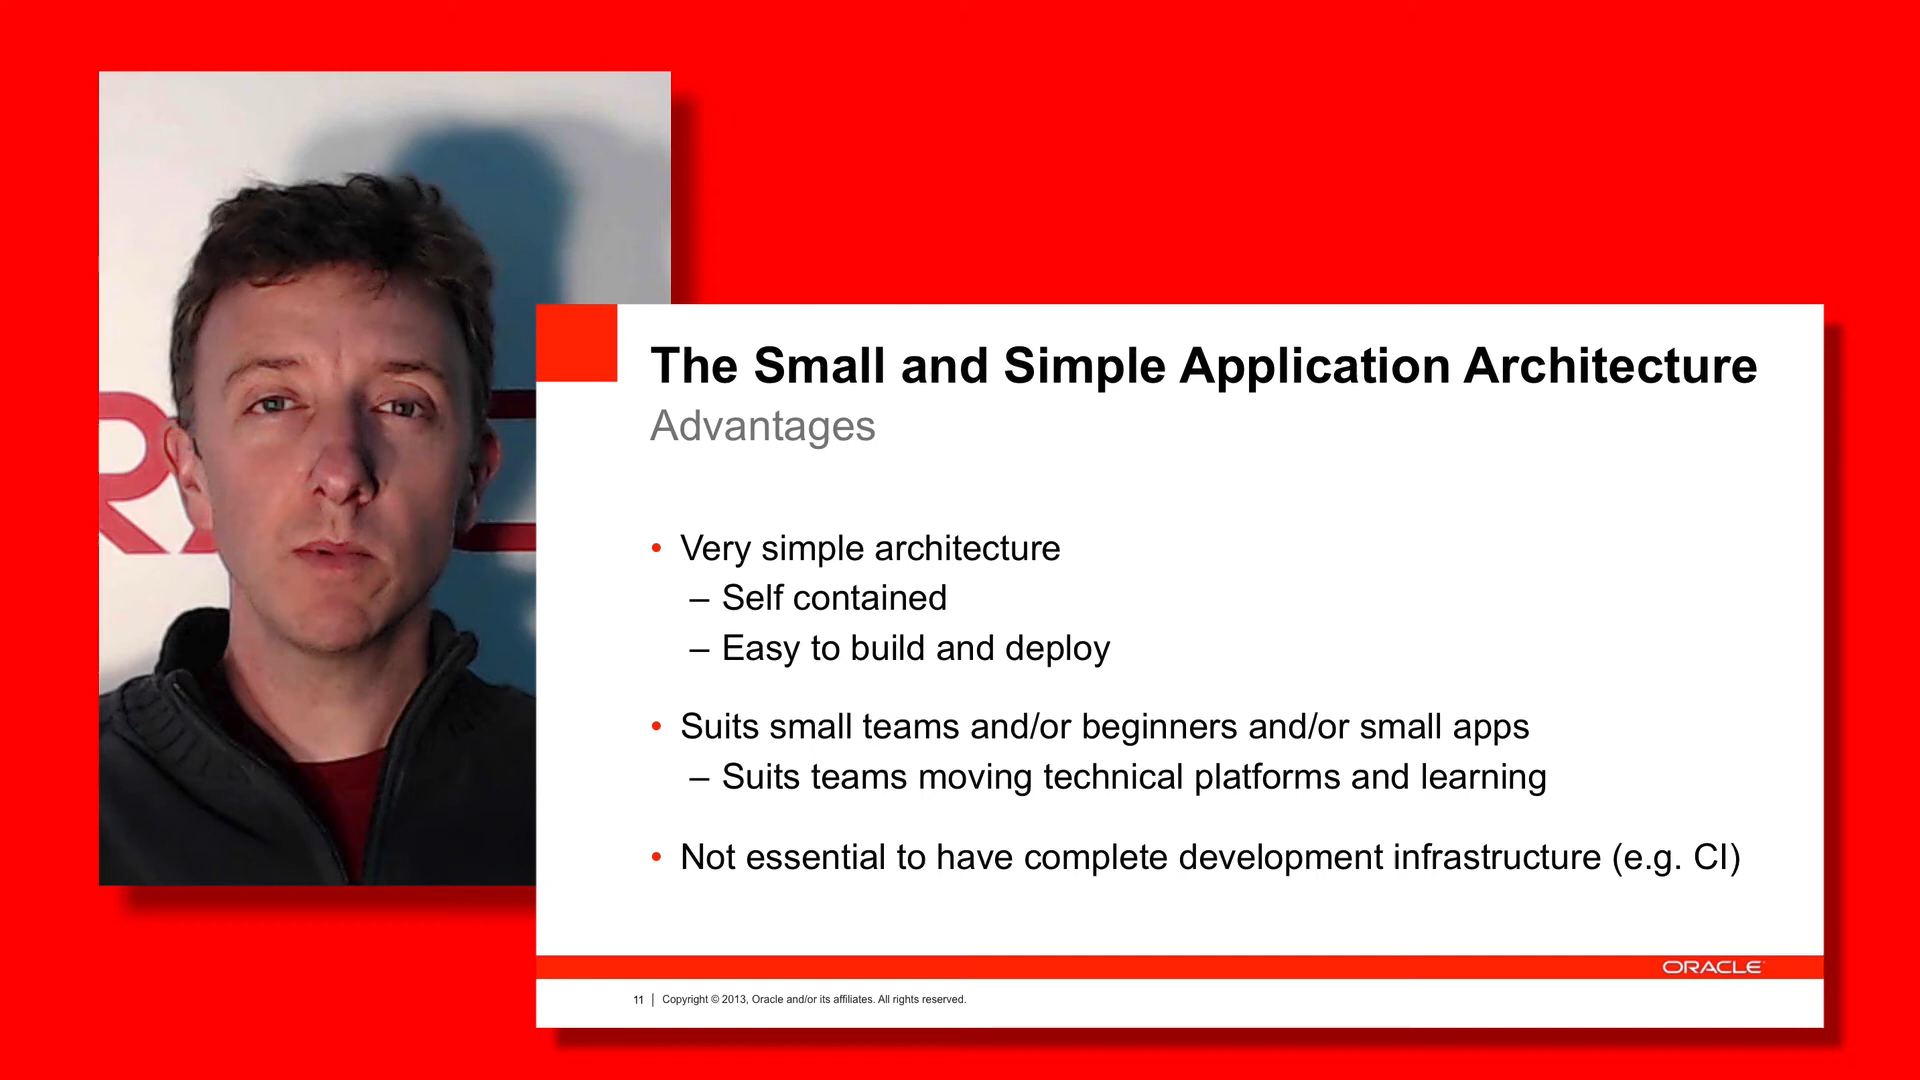 The Small and Simple Application Architecture
Advantages
• Very simple architecture
– Self contained
– Easy to build and deploy
• Suits small teams and/or beginners and/or small apps
– Suits teams moving technical platforms and learning
• Not essential to have complete development infrastructure (e.g. CI)
ORACLE
11 | Copyright © 2013, Oracle and/or its affiliates. All rights reserved.